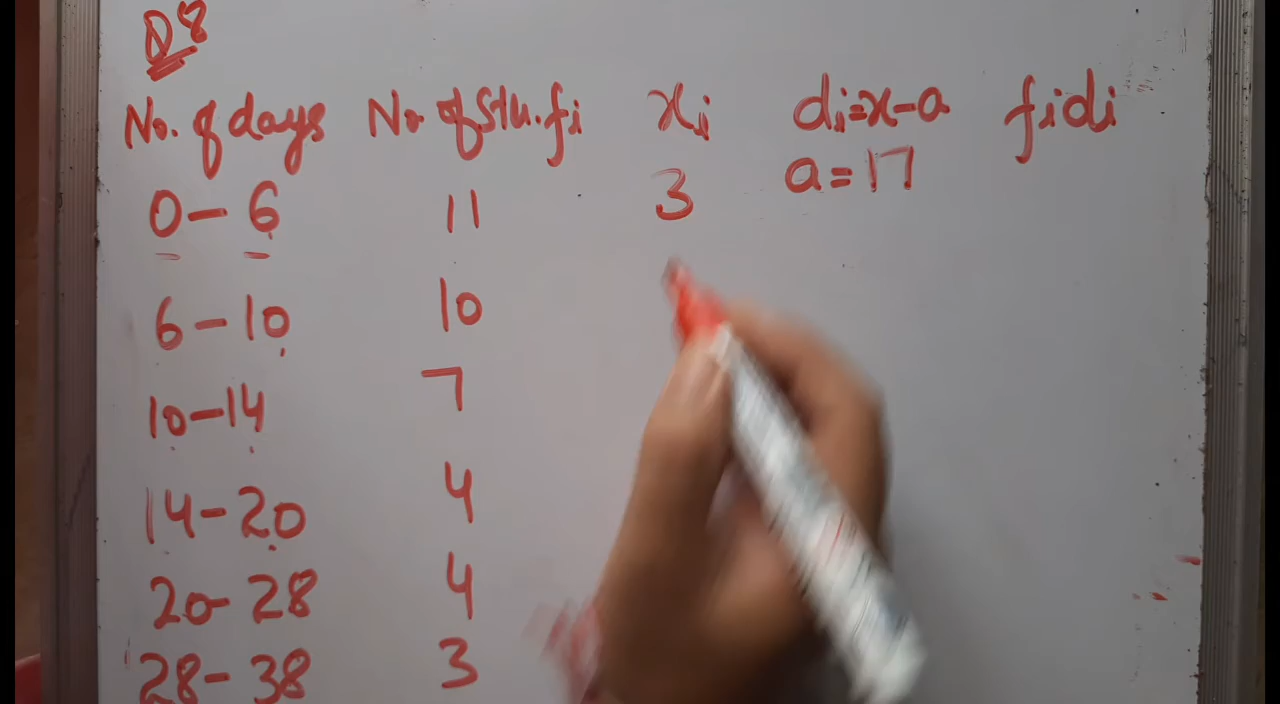 Q8
No. of days No of stu. fi xi di=x-a fidi
a=17
0-6 11 3
6-10 10
10-14 7
14-20 4
20-28 4
28-38 3